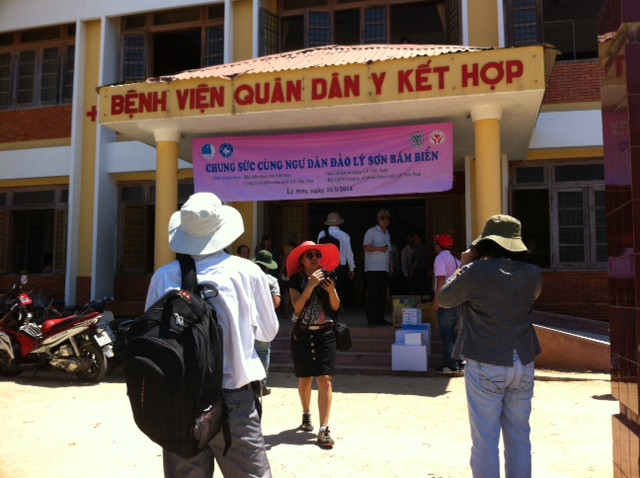 BỆNH VIỆN QUÂN DÂN Y KẾT HỢP
CHUNG SỨC CÙNG NGƯ DÂN ĐẢO LÝ SƠN BÁM BIỂN
Lý Sơn, ngày 31/5/2014